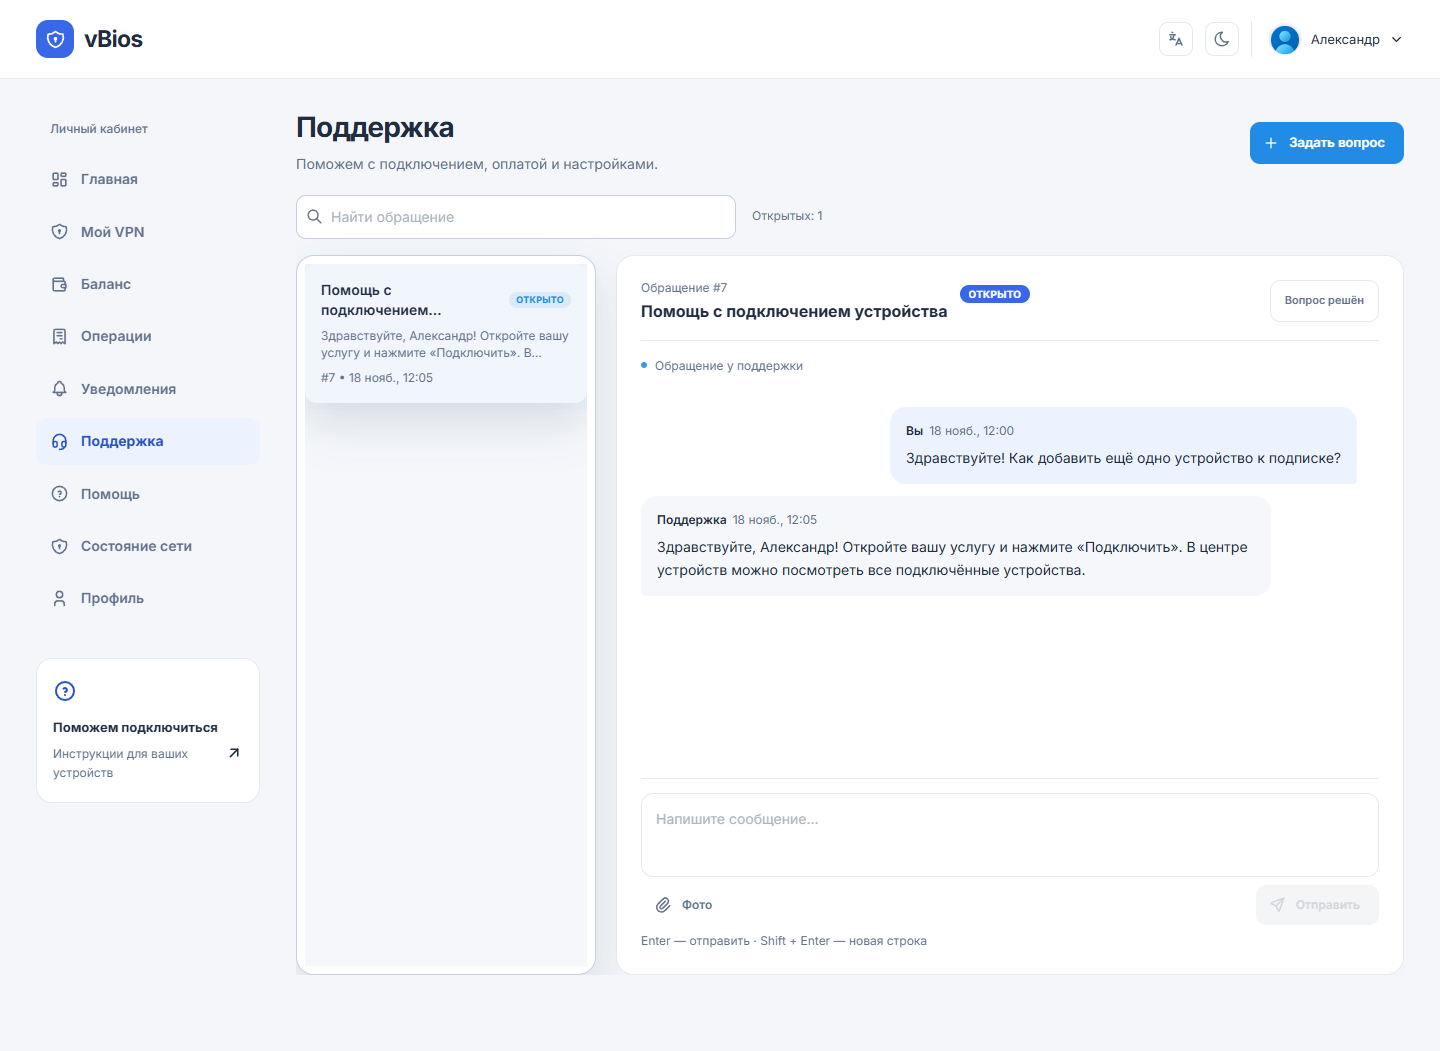 vBios
Александр
Личный кабинет
Главная
Мой VPN
Баланс
Операции
Уведомления
Поддержка
Помощь
Состояние сети
Профиль
Поможем подключиться
Инструкции для ваших
устройств
Поддержка
Поможем с подключением, оплатой и настройками.
Задать вопрос
Найти обращение
Открытых: 1
Помощь с
подключением...
ОТКРЫТО
Здравствуйте, Александр! Откройте вашу
услугу и нажмите «Подключить». В...
#7 • 18 нояб., 12:05
Обращение #7
Помощь с подключением устройства
ОТКРЫТО
Вопрос решён
Обращение у поддержки
Вы 18 нояб., 12:00
Здравствуйте! Как добавить ещё одно устройство к подписке?
Поддержка 18 нояб., 12:05
Здравствуйте, Александр! Откройте вашу услугу и нажмите «Подключить». В центре
устройств можно посмотреть все подключённые устройства.
Напишите сообщение...
Фото
Отправить
Enter — отправить · Shift + Enter — новая строка